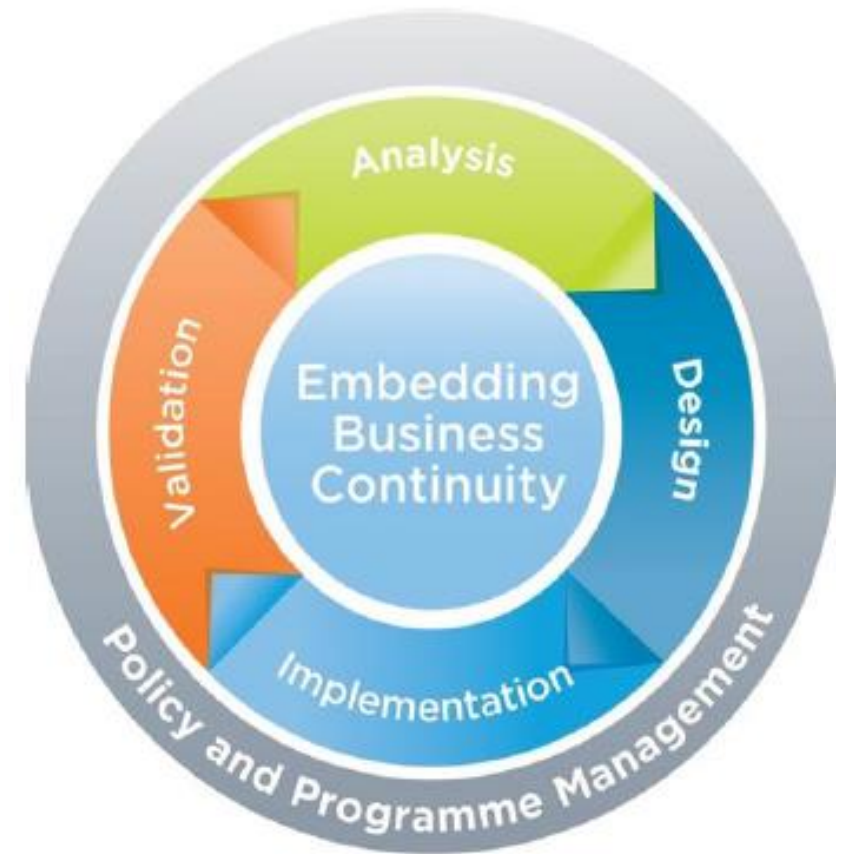 Analysis
Design
Implementation
Validation
Embedding
Business
Continuity
Policy and Programme Management